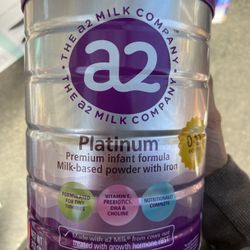 THE a2 MILK COMPANY
a2
THE a2 MILK COMPANY
Platinum
Premium infant formula
Milk-based powder with Iron
FORMULATED
FOR TINY
TUMMIES
VITAMIN E,
PREBIOTICS,
DHA & CHOLINE
NUTRITIONALLY
COMPLETE
Made with a2 Milk® from cows not
treated with growth hormone rbst